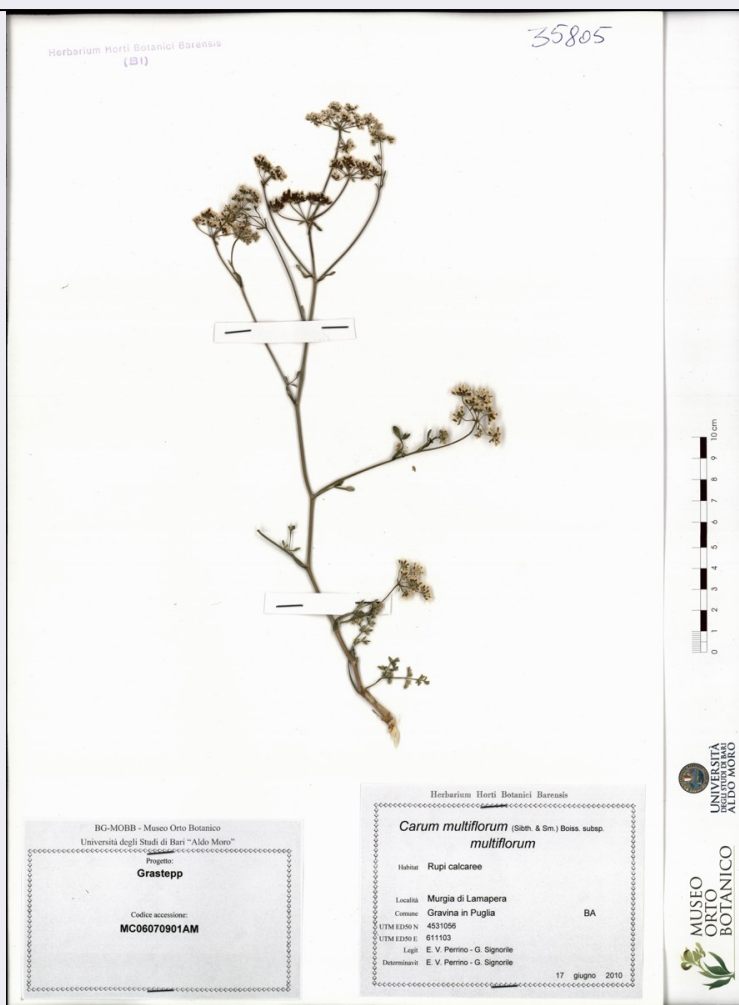 Herbarium Horti Botanici Barensis
(BI)
35805
10 cm
9
8
7
6
5
4
3
2
1
0
UNIVERSITÀ
DEGLI STUDI DI BARI
ALDO MORO
MUSEO
ORTO
BOTANICO
BG-MOBB - Museo Orto Botanico
Università degli Studi di Bari "Aldo Moro"
Progetto:
Grastepp
Codice accessione:
MC06070901AM
Herbarium Horti Botanici Barensis
Carum multiflorum (Sibth. & Sm.) Boiss. subsp.
multiflorum
Habitat Rupi calcaree
Località Murgia di Lamapera
Comune Gravina in Puglia BA
UTM ED50 N 4531056
UTM ED50 E 611103
Legit E. V. Perrino - G. Signorile
Determinavit E. V. Perrino - G. Signorile
17 giugno 2010